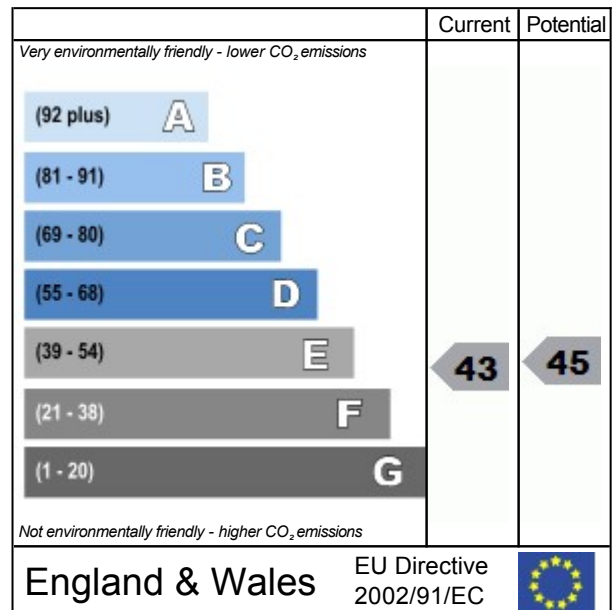 Current Potential
Very environmentally friendly - lower CO₂ emissions
(92 plus) A
(81 - 91) B
(69 - 80) C
(55 - 68) D
(39 - 54) E
43 45
(21 - 38) F
(1 - 20) G
Not environmentally friendly - higher CO₂ emissions
England & Wales
EU Directive
2002/91/EC